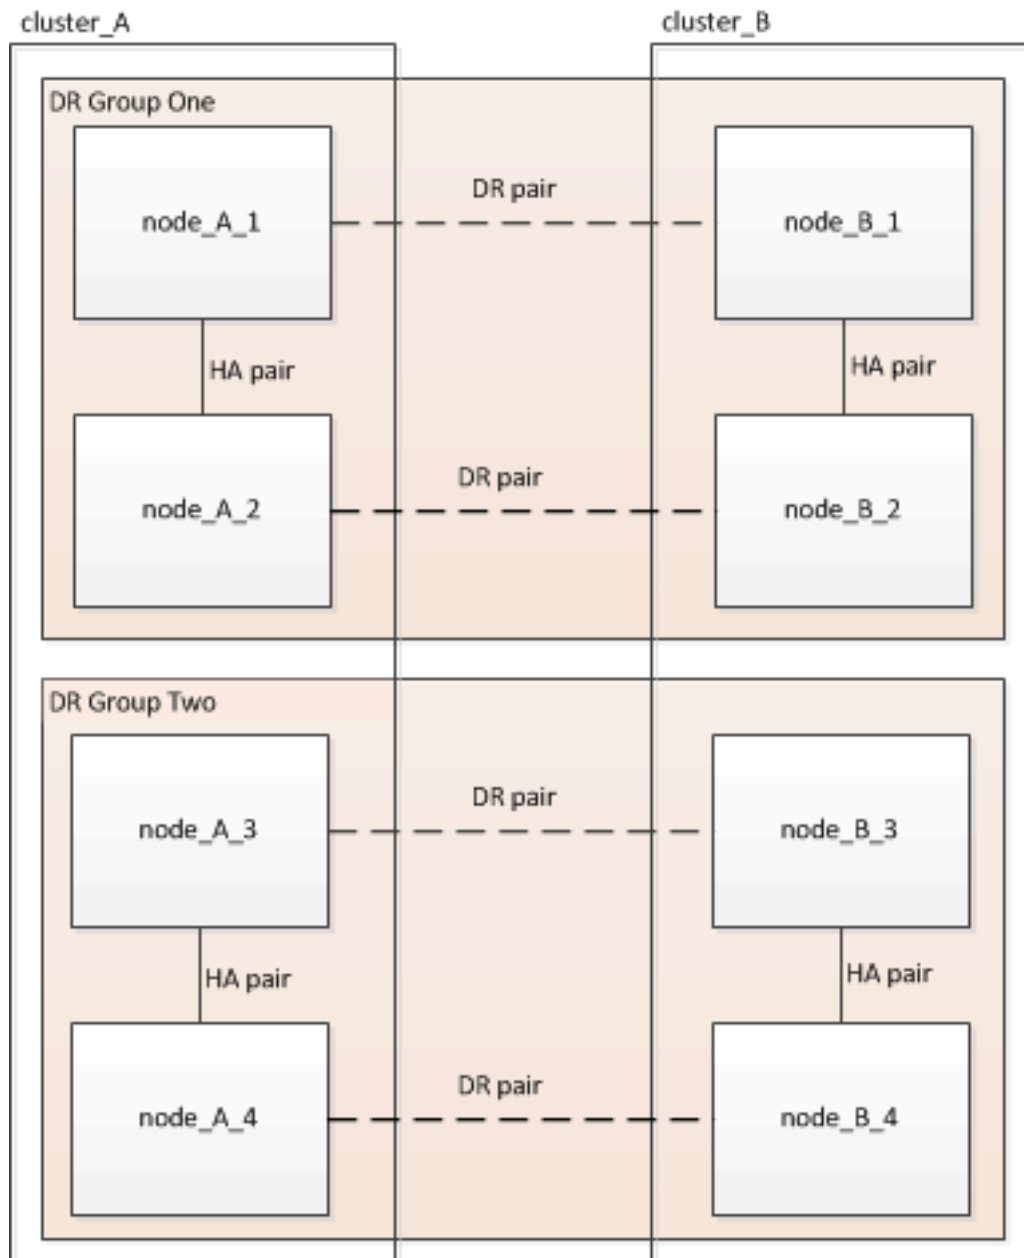 cluster_A
cluster_B
DR Group One
node_A_1
DR pair
node_B_1
HA pair
HA pair
node_A_2
DR pair
node_B_2
DR Group Two
node_A_3
DR pair
node_B_3
HA pair
HA pair
node_A_4
DR pair
node_B_4